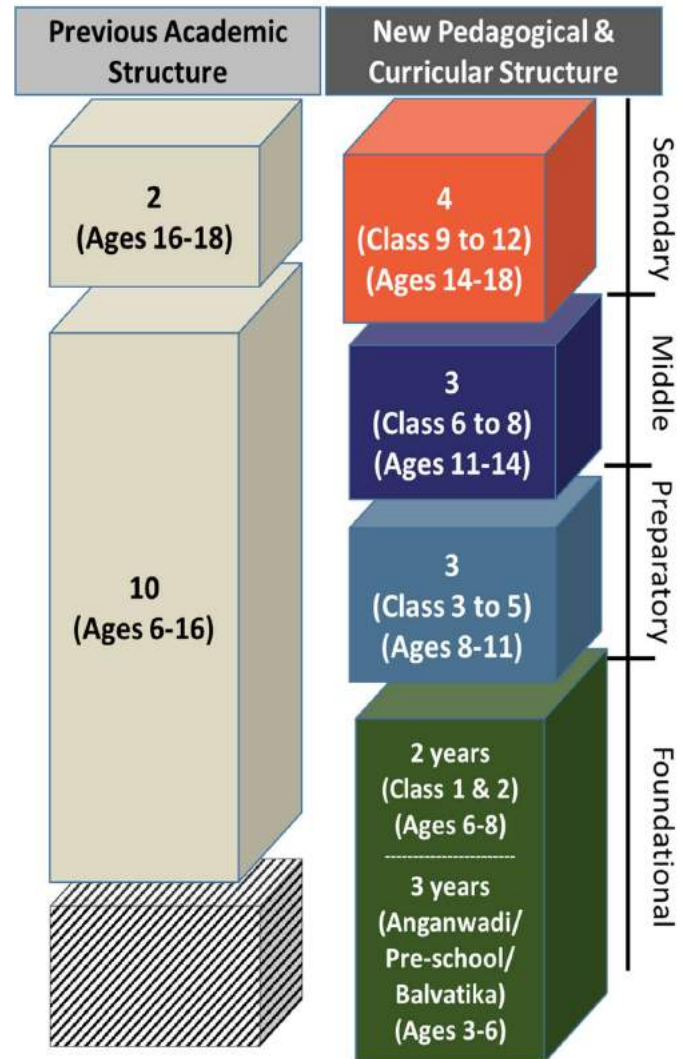 Previous Academic
Structure
New Pedagogical &
Curricular Structure
2
(Ages 16-18)
10
(Ages 6-16)
4
(Class 9 to 12)
(Ages 14-18)
3
(Class 6 to 8)
(Ages 11-14)
3
(Class 3 to 5)
(Ages 8-11)
2 years
(Class 1 & 2)
(Ages 6-8)
3 years
(Anganwadi/
Pre-school/
Balvatika)
(Ages 3-6)
Secondary
Middle
Preparatory
Foundational